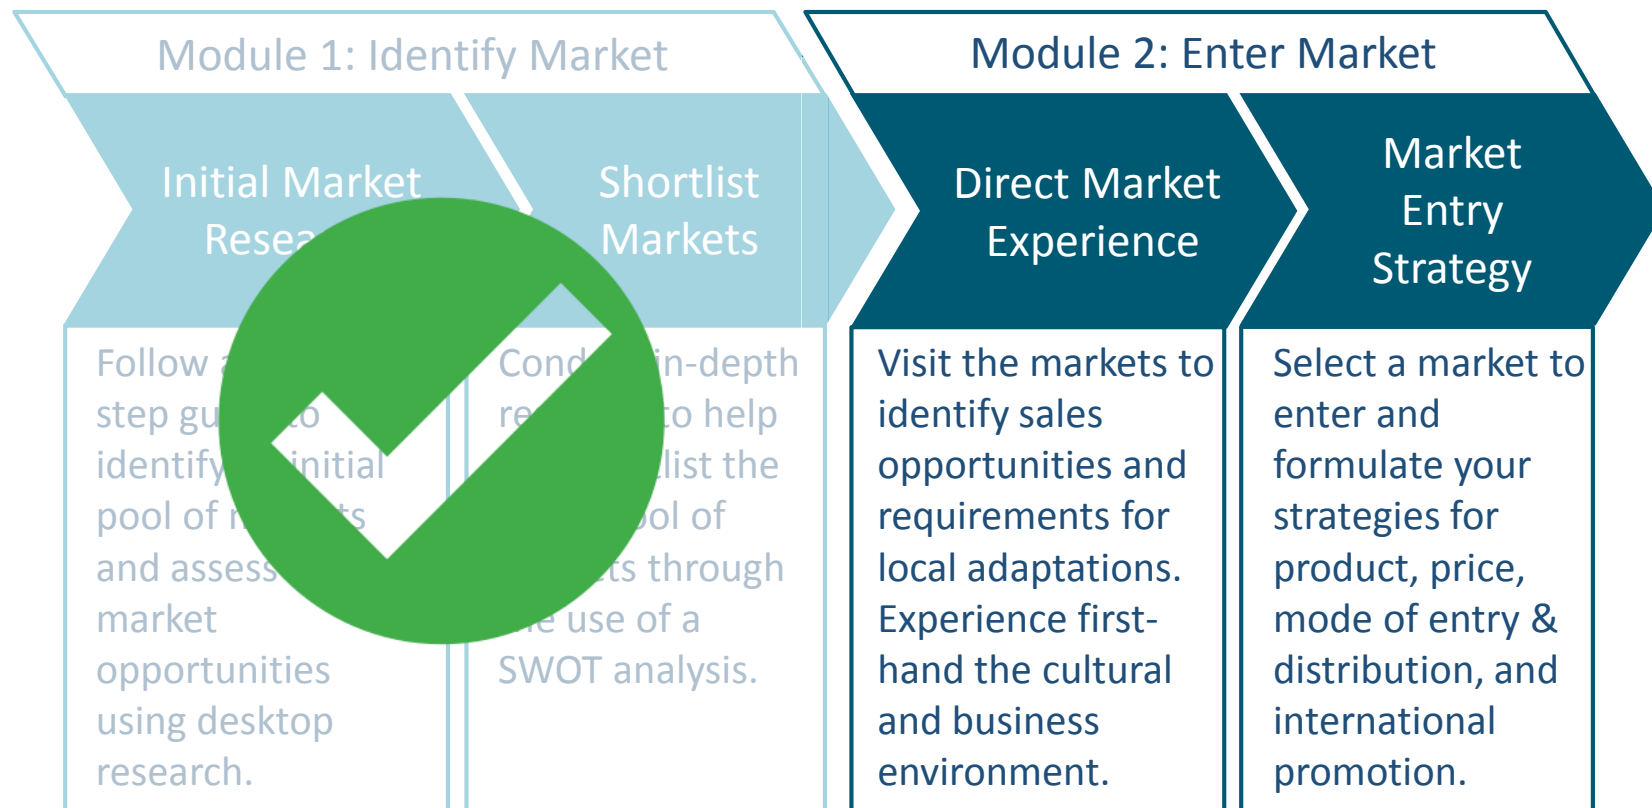 Module 1: Identify Market
Module 2: Enter Market
Initial Market
Resea
Shortlist
Markets
Direct Market
Experience
Market
Entry
Strategy
Follow
step gu to
identify initial
pool of
and assess
market
opportunities
using desktop
research.
Cond in-depth
to help
list the
of
through
use of a
SWOT analysis.
Visit the markets to
identify sales
opportunities and
requirements for
local adaptations.
Experience first-
hand the cultural
and business
environment.
Select a market to
enter and
formulate your
strategies for
product, price,
mode of entry &
distribution, and
international
promotion.